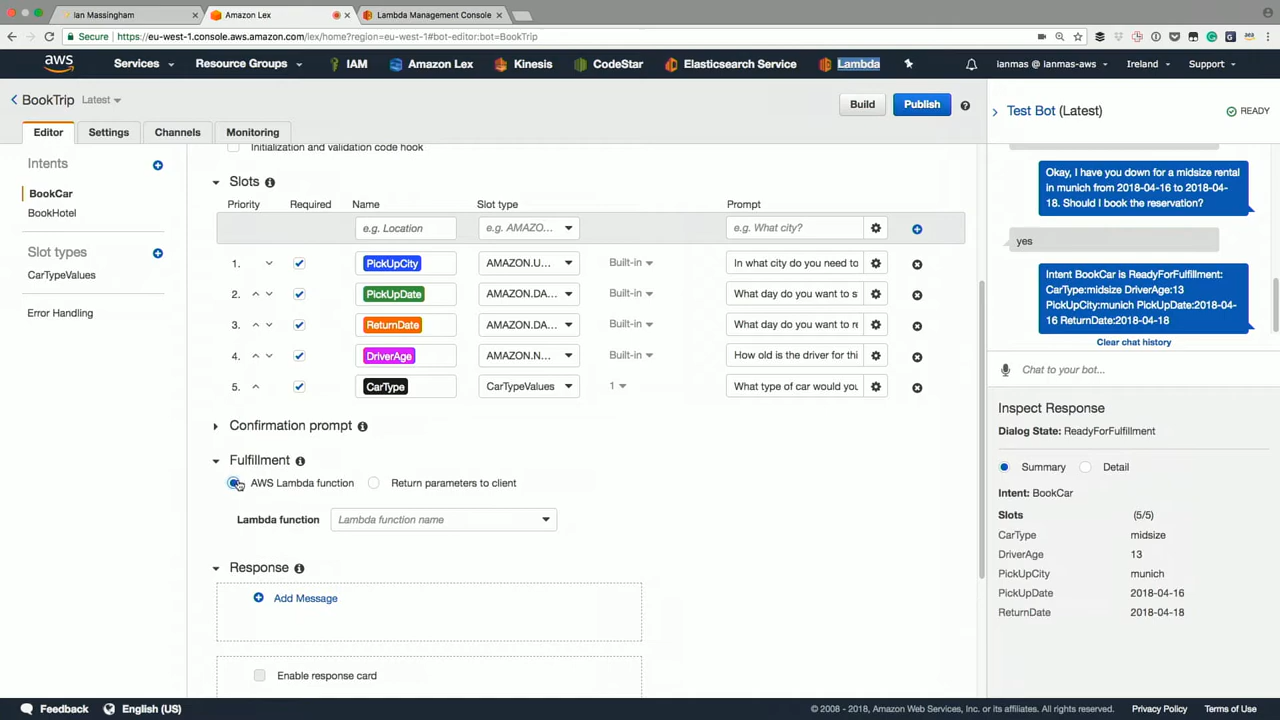 Ian Massingham
Amazon Lex
Lambda Management Console
Secure
https://eu-west-1.console.aws.amazon.com/lex/home?region=eu-west-1#bot-editor:bot=BookTrip
aws
Services
Resource Groups
IAM
Amazon Lex
Kinesis
CodeStar
Elasticsearch Service
Lambda
ianmas @ ianmas-aws
Ireland
Support
BookTrip
Latest
Build
Publish
Test Bot (Latest)
READY
Editor
Settings
Channels
Monitoring
Intents
BookCar
BookHotel
Slot types
CarTypeValues
Error Handling
Initialization and validation code hook
Slots
Priority
Required
Name
Slot type
Prompt
e.g. Location
e.g. AMAZO...
e.g. What city?
1.
PickUpCity
AMAZON.U...
Built-in
In what city do you need to
2.
PickUpDate
AMAZON.DA...
Built-in
What day do you want to s
3.
ReturnDate
AMAZON.DA...
Built-in
What day do you want to re
4.
DriverAge
AMAZON.N...
Built-in
How old is the driver for thi
5.
CarType
CarTypeValues
1
What type of car would you
Confirmation prompt
Fulfillment
AWS Lambda function
Return parameters to client
Lambda function
Lambda function name
Response
Add Message
Enable response card
Okay, I have you down for a midsize rental
in munich from 2018-04-16 to 2018-04-
18. Should I book the reservation?
yes
Intent BookCar is ReadyForFulfillment:
CarType:midsize DriverAge:13
PickUpCity:munich PickUpDate:2018-04-
16 ReturnDate:2018-04-18
Clear chat history
Chat to your bot...
Inspect Response
Dialog State: ReadyForFulfillment
Summary
Detail
Intent: BookCar
Slots
(5/5)
CarType
midsize
DriverAge
13
PickUpCity
munich
PickUpDate
2018-04-16
ReturnDate
2018-04-18
Feedback
English (US)
© 2008 - 2018, Amazon Web Services, Inc. or its affiliates. All rights reserved.
Privacy Policy
Terms of Use